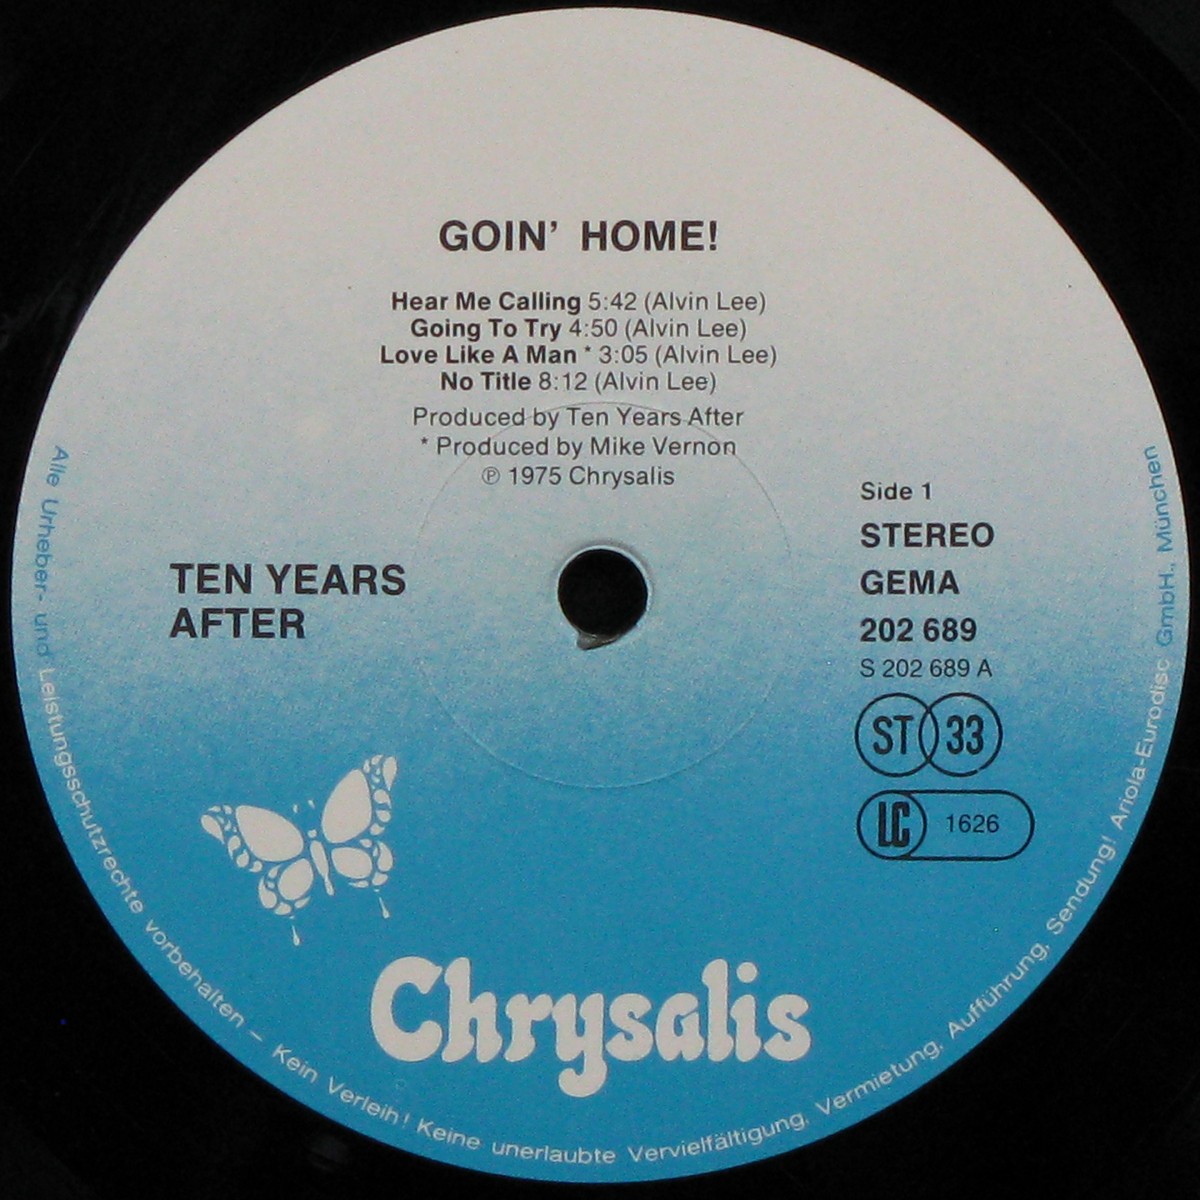 GOIN' HOME!
Hear Me Calling 5:42 (Alvin Lee)
Going To Try 4:50 (Alvin Lee)
Love Like A Man * 3:05 (Alvin Lee)
No Title 8:12 (Alvin Lee)
Produced by Ten Years After
* Produced by Mike Vernon
℗ 1975 Chrysalis
TEN YEARS
AFTER
Side 1
STEREO
GEMA
202 689
S 202 689 A
ST 33
LC 1626
Chrysalis
Alle Urheber- und Leistungsschutzrechte vorbehalten – Kein Verleih! Keine unerlaubte Vervielfältigung, Vermietung, Aufführung, Sendung! Ariola-Eurodisc GmbH., München